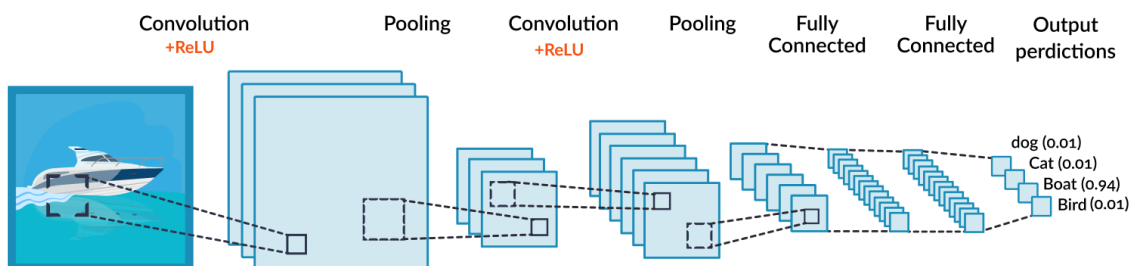 Convolution
+ReLU
Pooling
Convolution
+ReLU
Pooling
Fully
Connected
Fully
Connected
Output
perdictions
dog (0.01)
Cat (0.01)
Boat (0.94)
Bird (0.01)